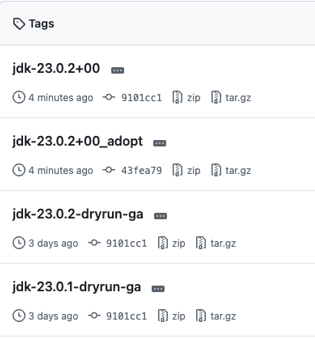 Tags
jdk-23.0.2+00
4 minutes ago 9101cc1 zip tar.gz
jdk-23.0.2+00_adopt
4 minutes ago 43fea79 zip tar.gz
jdk-23.0.2-dryrun-ga
3 days ago 9101cc1 zip tar.gz
jdk-23.0.1-dryrun-ga
3 days ago 9101cc1 zip tar.gz